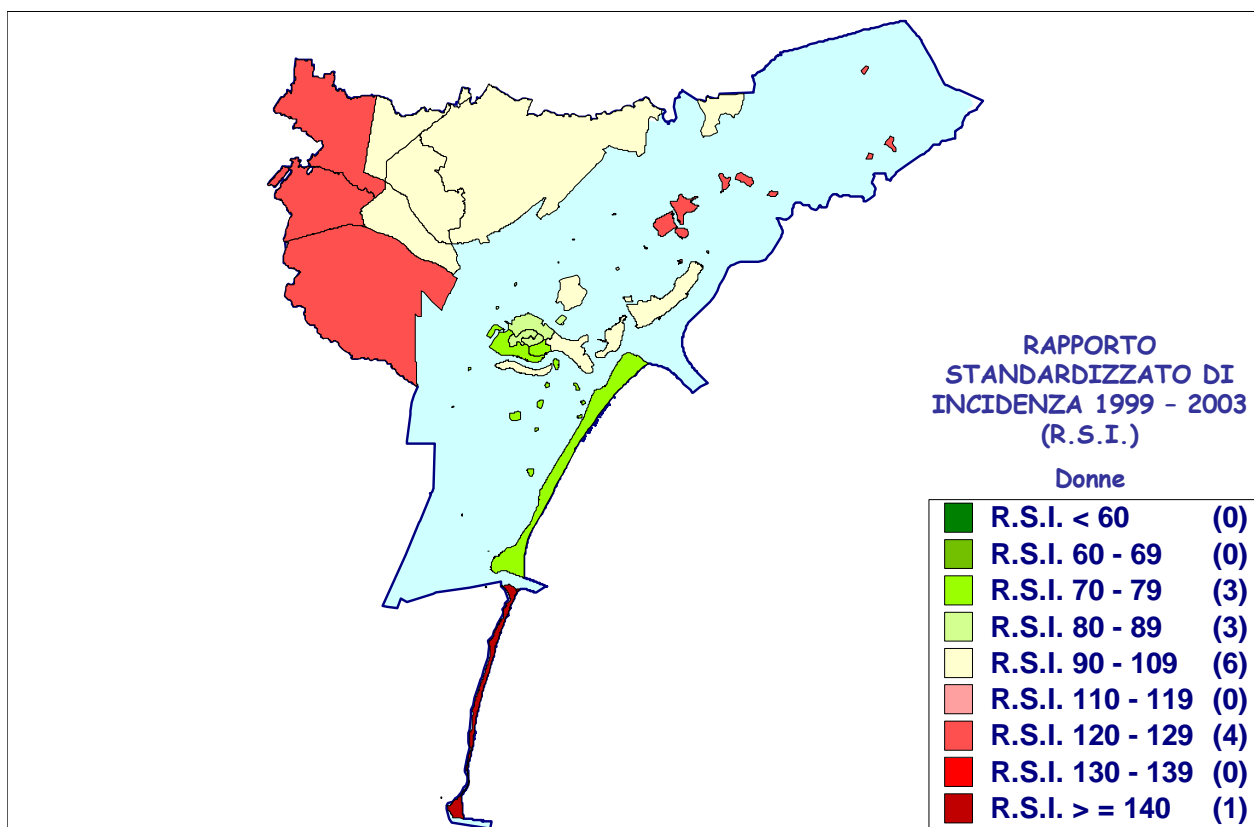 RAPPORTO
STANDARDIZZATO DI
INCIDENZA 1999 - 2003
(R.S.I.)
Donne
R.S.I. < 60 (0)
R.S.I. 60 - 69 (0)
R.S.I. 70 - 79 (3)
R.S.I. 80 - 89 (3)
R.S.I. 90 - 109 (6)
R.S.I. 110 - 119 (0)
R.S.I. 120 - 129 (4)
R.S.I. 130 - 139 (0)
R.S.I. > = 140 (1)